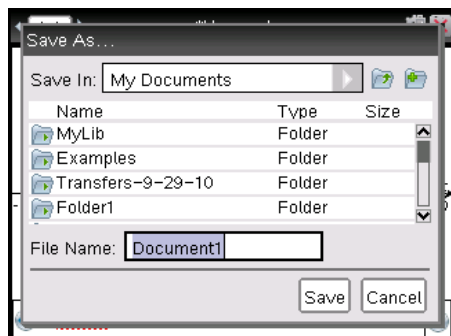 Save As...
Save In: My Documents
Name Type Size
MyLib Folder
Examples Folder
Transfers-9-29-10 Folder
Folder1 Folder
File Name: Document1
Save Cancel